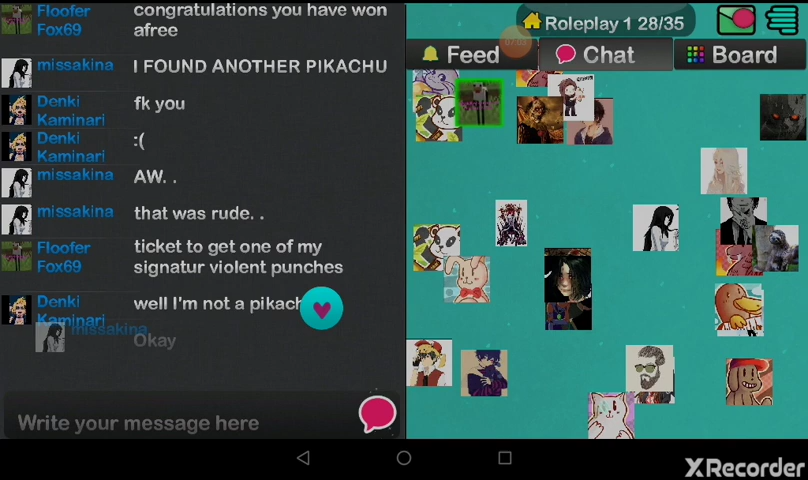 Floofer congratulations you have won
Fox69 afree
missakina I FOUND ANOTHER PIKACHU
Denki fk you
Kaminari
Denki :(
Kaminari
missakina AW. .
missakina that was rude. .
Floofer ticket to get one of my
Fox69 signatur violent punches
Denki well I'm not a pikach
Kaminari
missakina
Okay
Write your message here
Roleplay 1 28/35
Feed
Chat
Board
XRecorder